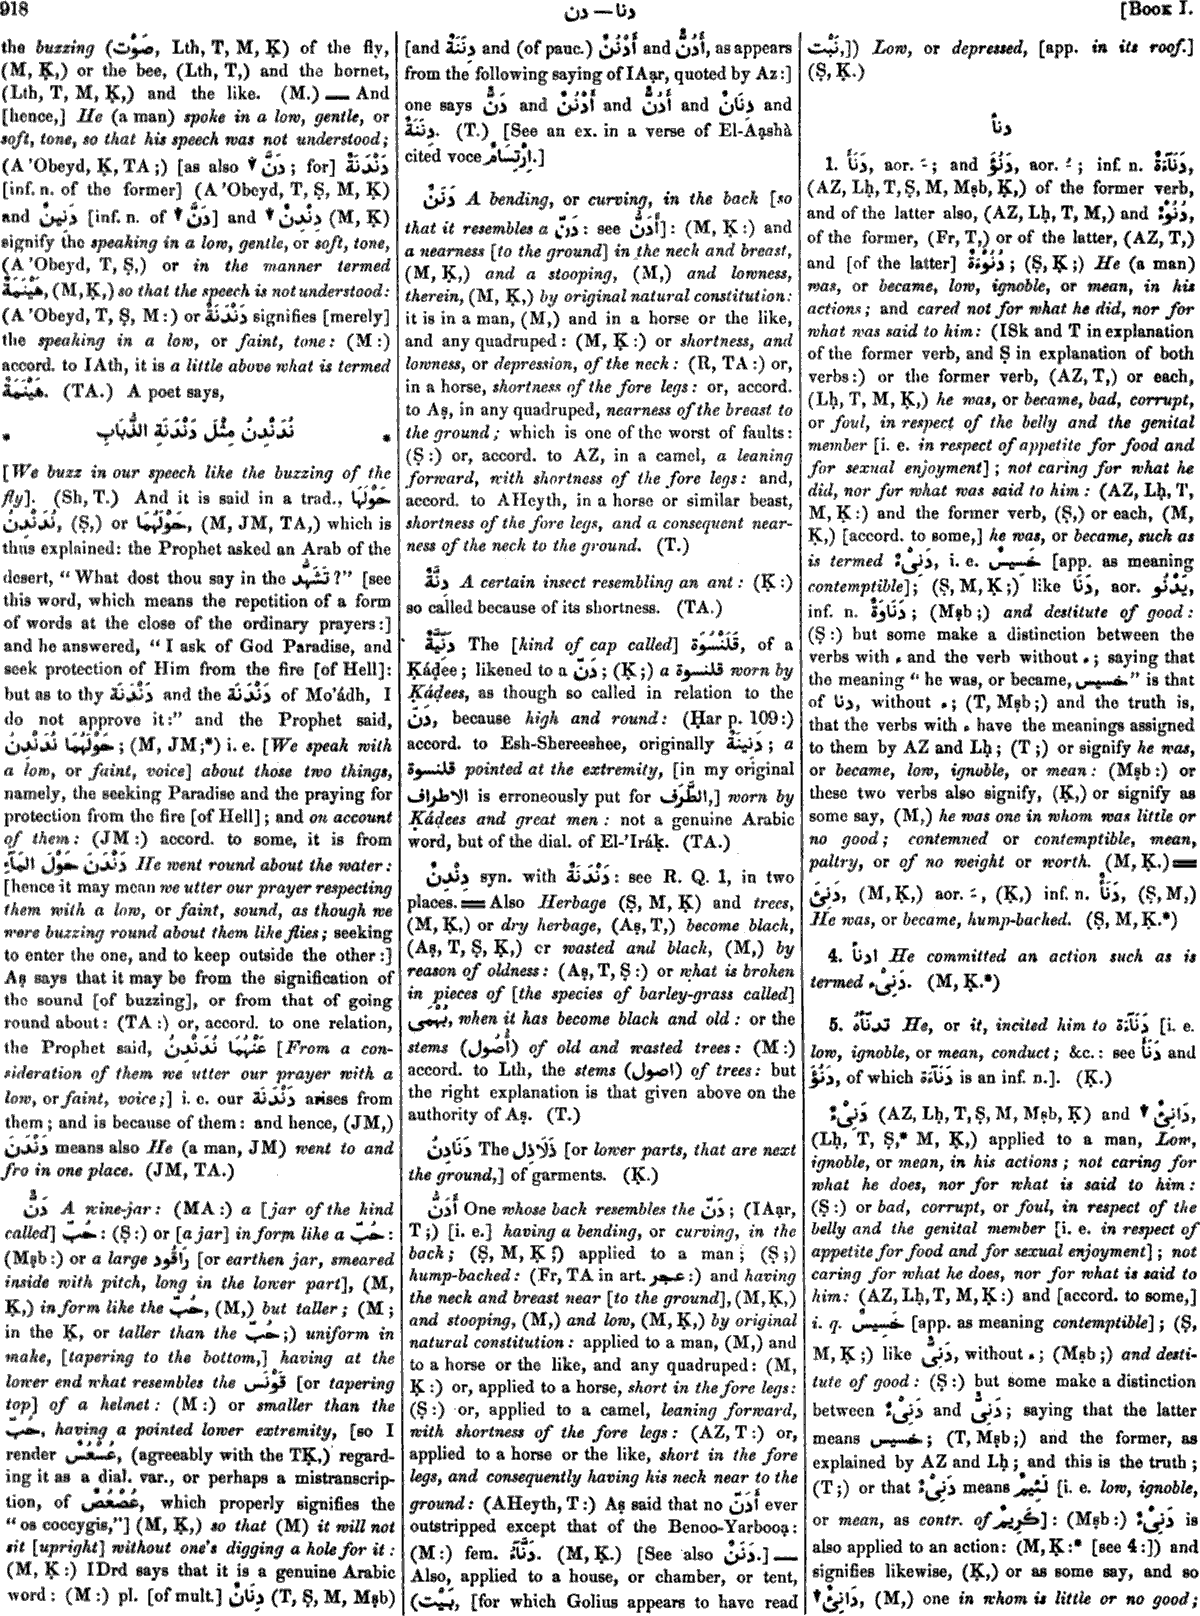 918
دنا — دن
[Book I.
the buzzing (صَوْت, Lth, T, M, Ḳ) of the fly,
(M, Ḳ,) or the bee, (Lth, T,) and the hornet,
(Lth, T, M, Ḳ,) and the like. (M.) — And
[hence,] He (a man) spoke in a low, gentle, or
soft, tone, so that his speech was not understood;
(A 'Obeyd, Ḳ, TA;) [as also ▼ دَنَّ; for] دَنْدَنَةٌ
[inf. n. of the former] (A 'Obeyd, T, Ṣ, M, Ḳ)
and دَنِينٌ [inf. n. of ▼ دَنَّ] and ▼ دِنْدِنٌ (M, Ḳ)
signify the speaking in a low, gentle, or soft, tone,
(A 'Obeyd, T, Ṣ,) or in the manner termed
هَيْنَمَةٌ, (M, Ḳ,) so that the speech is not understood:
(A 'Obeyd, T, Ṣ, M:) or دَنْدَنَةٌ signifies [merely]
the speaking in a low, or faint, tone: (M:)
accord. to IAth, it is a little above what is termed
هَيْنَمَةٌ. (TA.) A poet says,
* نُدَنْدِنُ مِثْلَ دَنْدَنَةِ الذُّبَابِ *
[We buzz in our speech like the buzzing of the
fly]. (Sh, T.) And it is said in a trad., حَوْلَهَا
نُدَنْدِنُ, (Ṣ,) or حَوْلَهُمَا, (M, JM, TA,) which is
thus explained: the Prophet asked an Arab of the
desert, "What dost thou say in the تَشَهُّد?" [see
this word, which means the repetition of a form
of words at the close of the ordinary prayers:]
and he answered, "I ask of God Paradise, and
seek protection of Him from the fire [of Hell]:
but as to thy دَنْدَنَة and the دَنْدَنَة of Mo'ádh, I
do not approve it:" and the Prophet said,
حَوْلَهُمَا نُدَنْدِنُ; (M, JM;*) i. e. [We speak with
a low, or faint, voice] about those two things,
namely, the seeking Paradise and the praying for
protection from the fire [of Hell]; and on account
of them: (JM:) accord. to some, it is from
دَنْدَنَ حَوْلَ المَآءِ He went round about the water:
[hence it may mean we utter our prayer respecting
them with a low, or faint, sound, as though we
were buzzing round about them like flies; seeking
to enter the one, and to keep outside the other:]
Aṣ says that it may be from the signification of
the sound [of buzzing], or from that of going
round about: (TA:) or, accord. to one relation,
the Prophet said, عَنْهُمَا نُدَنْدِنُ [From a con-
sideration of them we utter our prayer with a
low, or faint, voice;] i. e. our دَنْدَنَة arises from
them; and is because of them: and hence, (JM,)
دَنْدَنَ means also He (a man, JM) went to and
fro in one place. (JM, TA.)
دَنٌّ A wine-jar: (MA:) a [jar of the kind
called] حُبّ: (Ṣ:) or [a jar] in form like a حُبّ:
(Mṣb:) or a large رَاقُود [or earthen jar, smeared
inside with pitch, long in the lower part], (M,
Ḳ,) in form like the حُبّ, (M,) but taller; (M;
in the Ḳ, or taller than the حُبّ;) uniform in
make, [tapering to the bottom,] having at the
lower end what resembles the قَوْنَس [or tapering
top] of a helmet: (M:) or smaller than the
حُبّ, having a pointed lower extremity, [so I
render عُسْعُسٌ, (agreeably with the TḲ,) regard-
ing it as a dial. var., or perhaps a mistranscrip-
tion, of عُصْعُصٌ, which properly signifies the
"os coccygis,"] (M, Ḳ,) so that (M) it will not
sit [upright] without one's digging a hole for it:
(M, Ḳ:) IDrd says that it is a genuine Arabic
word: (M:) pl. [of mult.] دِنَانٌ (T, Ṣ, M, Mṣb)
[and دِنَنَةٌ and (of pauc.) أَدْنُنٌ and أَدُنٌّ, as appears
from the following saying of IAạr, quoted by Az:]
one says دَنٌّ and أَدْنُنٌ and أَدُنٌّ and دِنَانٌ and
دِنَنَةٌ. (T.) [See an ex. in a verse of El-Aạshà
cited voce اِرْتِسَامٌ.]
دَنَنٌ A bending, or curving, in the back [so
that it resembles a دَنّ: see أَدَنُّ]: (M, Ḳ:) and
a nearness [to the ground] in the neck and breast,
(M, Ḳ,) and a stooping, (M,) and lowness,
therein, (M, Ḳ,) by original natural constitution:
it is in a man, (M,) and in a horse or the like,
and any quadruped: (M, Ḳ:) or shortness, and
lowness, or depression, of the neck: (R, TA:) or,
in a horse, shortness of the fore legs: or, accord.
to Aṣ, in any quadruped, nearness of the breast to
the ground; which is one of the worst of faults:
(Ṣ:) or, accord. to AZ, in a camel, a leaning
forward, with shortness of the fore legs: and,
accord. to AHeyth, in a horse or similar beast,
shortness of the fore legs, and a consequent near-
ness of the neck to the ground. (T.)
دِنَّةٌ A certain insect resembling an ant: (Ḳ:)
so called because of its shortness. (TA.)
دَنِّيَّةٌ The [kind of cap called] قَلَنْسُوَة, of a
Ḳáḍee; likened to a دَنّ; (Ḳ;) a قلنسوة worn by
Ḳáḍees, as though so called in relation to the
دَنّ, because high and round: (Ḥar p. 109:)
accord. to Esh-Shereeshee, originally دَنِينَةٌ; a
قلنسوة pointed at the extremity, [in my original
الاطراف is erroneously put for الطَّرَف,] worn by
Ḳáḍees and great men: not a genuine Arabic
word, but of the dial. of El-'Iráḳ. (TA.)
دِنْدِنٌ syn. with دَنْدَنَةٌ: see R. Q. 1, in two
places. = Also Herbage (Ṣ, M, Ḳ) and trees,
(M, Ḳ,) or dry herbage, (Aṣ, T,) become black,
(Aṣ, T, Ṣ, Ḳ,) or wasted and black, (M,) by
reason of oldness: (Aṣ, T, Ṣ:) or what is broken
in pieces of [the species of barley-grass called]
بُهْمَى, when it has become black and old: or the
stems (أُصُول) of old and wasted trees: (M:)
accord. to Lth, the stems (اصول) of trees: but
the right explanation is that given above on the
authority of Aṣ. (T.)
دَنَادِنُ The ذَلَاذِل [or lower parts, that are next
the ground,] of garments. (Ḳ.)
أَدَنُّ One whose back resembles the دَنّ; (IAạr,
T;) [i. e.] having a bending, or curving, in the
back; (Ṣ, M, Ḳ;) applied to a man; (Ṣ;)
hump-backed: (Fr, TA in art. عجر:) and having
the neck and breast near [to the ground], (M, Ḳ,)
and stooping, (M,) and low, (M, Ḳ,) by original
natural constitution: applied to a man, (M,) and
to a horse or the like, and any quadruped: (M,
Ḳ:) or, applied to a horse, short in the fore legs:
(Ṣ:) or, applied to a camel, leaning forward,
with shortness of the fore legs: (AZ, T:) or,
applied to a horse or the like, short in the fore
legs, and consequently having his neck near to the
ground: (AHeyth, T:) Aṣ said that no أَدَنّ ever
outstripped except that of the Benoo-Yarbooạ:
(M:) fem. دَنَّآءُ. (M, Ḳ.) [See also دَنَنٌ.] —
Also, applied to a house, or chamber, or tent,
(بَيْت, [for which Golius appears to have read
نَبْت,]) Low, or depressed, [app. in its roof.]
(Ṣ, Ḳ.)
دنأ
1. دَنَأَ, aor. ـَ; and دَنُؤَ, aor. ـُ; inf. n. دَنَآءَةٌ,
(AZ, Lḥ, T, Ṣ, M, Mṣb, Ḳ,) of the former verb,
and of the latter also, (AZ, Lḥ, T, M,) and دُنُوْءٌ
of the former, (Fr, T,) or of the latter, (AZ, T,)
and [of the latter] دُنُوْءَةٌ; (Ṣ, Ḳ;) He (a man)
was, or became, low, ignoble, or mean, in his
actions; and cared not for what he did, nor for
what was said to him: (ISk and T in explanation
of the former verb, and Ṣ in explanation of both
verbs:) or the former verb, (AZ, T,) or each,
(Lḥ, T, M, Ḳ,) he was, or became, bad, corrupt,
or foul, in respect of the belly and the genital
member [i. e. in respect of appetite for food and
for sexual enjoyment]; not caring for what he
did, nor for what was said to him: (AZ, Lḥ, T,
M, Ḳ:) and the former verb, (Ṣ,) or each, (M,
Ḳ,) [accord. to some,] he was, or became, such as
is termed دَنِىْءٌ, i. e. خَسِيسٌ [app. as meaning
contemptible]; (Ṣ, M, Ḳ;) like دَنَا, aor. يَدْنُو,
inf. n. دَنَاوَةٌ; (Mṣb;) and destitute of good:
(Ṣ:) but some make a distinction between the
verbs with ء and the verb without ء; saying that
the meaning "he was, or became, خسيس" is that
of دنا, without ء; (T, Mṣb;) and the truth is,
that the verbs with ء have the meanings assigned
to them by AZ and Lḥ; (T;) or signify he was,
or became, low, ignoble, or mean: (Mṣb:) or
these two verbs also signify, (Ḳ,) or signify as
some say, (M,) he was one in whom was little or
no good; contemned or contemptible, mean,
paltry, or of no weight or worth. (M, Ḳ.) =
دَنِئَ, (M, Ḳ,) aor. ـَ, (Ḳ,) inf. n. دَنَأٌ, (Ṣ, M,)
He was, or became, hump-backed. (Ṣ, M, Ḳ.*)
4. ادنأ He committed an action such as is
termed دَنِىْء. (M, Ḳ.*)
5. تدنّأهُ He, or it, incited him to دَنَآءَة [i. e.
low, ignoble, or mean, conduct; &c.: see دَنَأَ and
دَنُؤَ, of which دَنَآءَة is an inf. n.]. (Ḳ.)
دَنِىْءٌ (AZ, Lḥ, T, Ṣ, M, Mṣb, Ḳ) and ▼ دَانِئٌ,
(Lḥ, T, Ṣ,* M, Ḳ,) applied to a man, Low,
ignoble, or mean, in his actions; not caring for
what he does, nor for what is said to him:
(Ṣ:) or bad, corrupt, or foul, in respect of the
belly and the genital member [i. e. in respect of
appetite for food and for sexual enjoyment]; not
caring for what he does, nor for what is said to
him: (AZ, Lḥ, T, M, Ḳ:) and [accord. to some,]
i. q. خَسِيسٌ [app. as meaning contemptible]; (Ṣ,
M, Ḳ;) like دَنِىٌّ, without ء; (Mṣb;) and desti-
tute of good: (Ṣ:) but some make a distinction
between دَنِىْءٌ and دَنِىٌّ; saying that the latter
means خسيس; (T, Mṣb;) and the former, as
explained by AZ and Lḥ; and this is the truth;
(T;) or that دَنِىْءٌ means لَئِيمٌ [i. e. low, ignoble,
or mean, as contr. of كَرِيمٌ]: (Mṣb:) دَنِىْءٌ is
also applied to an action: (M, Ḳ:* [see 4:]) and
signifies likewise, (Ḳ,) or as some say, and so
▼ دَانِئٌ, (M,) one in whom is little or no good;